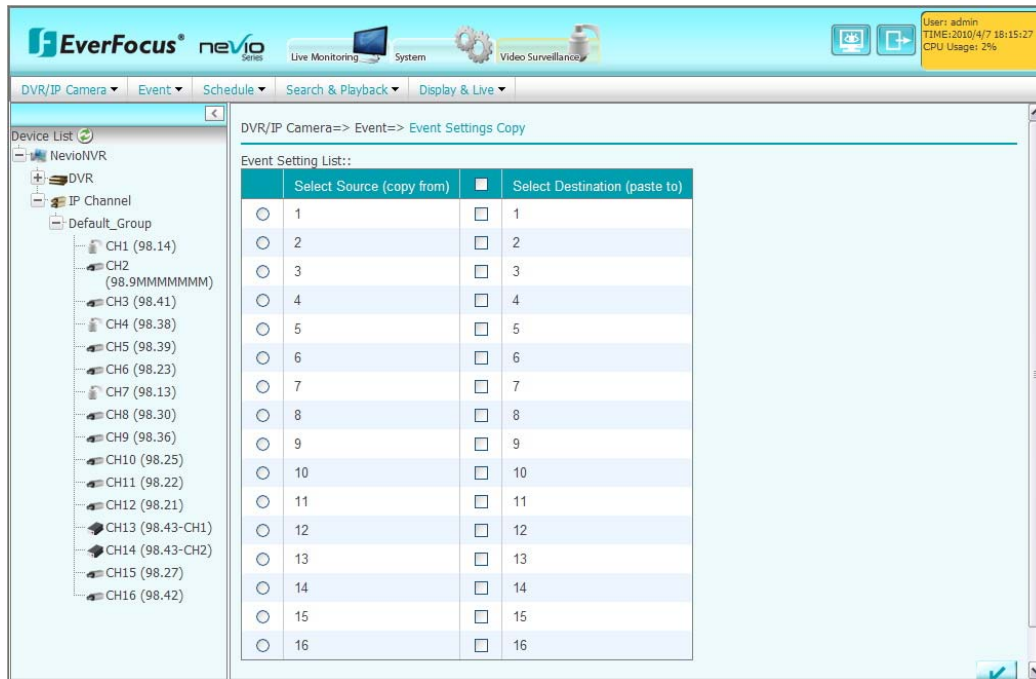 EverFocus® nevio Series
Live Monitoring System Video Surveillance
User: admin
TIME:2010/4/7 18:15:27
CPU Usage: 2%
DVR/IP Camera Event Schedule Search & Playback Display & Live
Device List
NevioNVR
DVR
IP Channel
Default_Group
CH1 (98.14)
CH2
(98.9MMMMMMM)
CH3 (98.41)
CH4 (98.38)
CH5 (98.39)
CH6 (98.23)
CH7 (98.13)
CH8 (98.30)
CH9 (98.36)
CH10 (98.25)
CH11 (98.22)
CH12 (98.21)
CH13 (98.43-CH1)
CH14 (98.43-CH2)
CH15 (98.27)
CH16 (98.42)
DVR/IP Camera=> Event=> Event Settings Copy
Event Setting List::
Select Source (copy from) Select Destination (paste to)
1 1
2 2
3 3
4 4
5 5
6 6
7 7
8 8
9 9
10 10
11 11
12 12
13 13
14 14
15 15
16 16